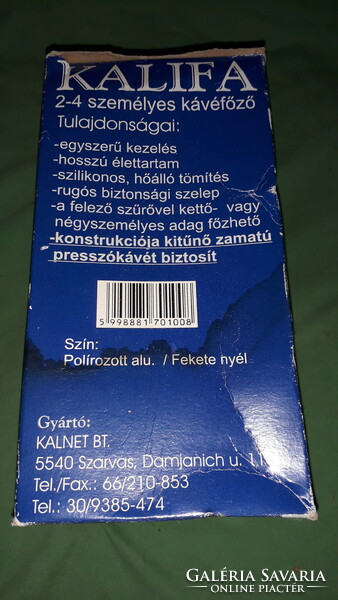 KALIFA
2-4 személyes kávéfőző
Tulajdonságai:
-egyszerű kezelés
-hosszú élettartam
-szilikonos, hőálló tömítés
-rugós biztonsági szelep
-a felező szűrővel kettő- vagy
négyszemélyes adag főzhető
-konstrukciója kitűnő zamatú
presszókávét biztosít
5 998881 701008
Szín:
Polírozott alu. / Fekete nyél
Gyártó:
KALNET BT.
5540 Szarvas, Damjanich u.
Tel./Fax.: 66/210-853
Tel.: 30/9385-474
GALÉRIA SAVARIA
ONLINE PIACTÉR